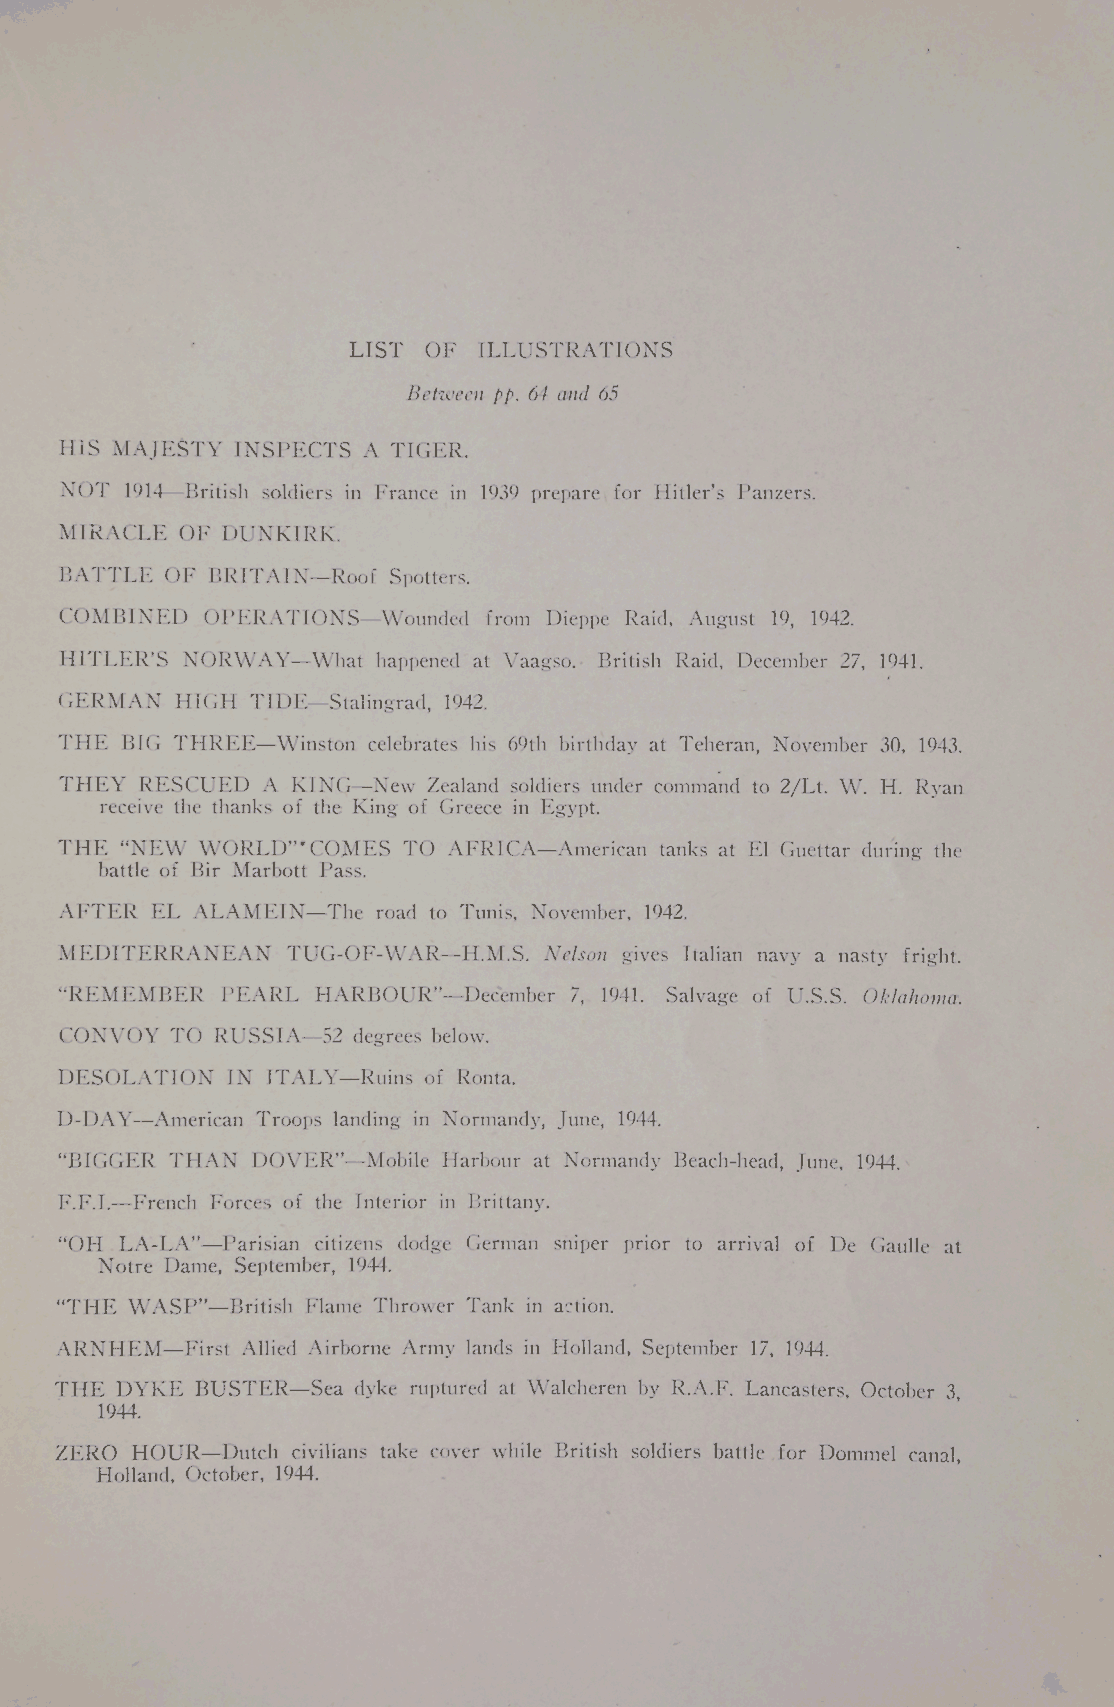 LIST OF ILLUSTRATIONS
Between pp. 64 and 65
HIS MAJESTY INSPECTS A TIGER.
NOT 1914—British soldiers in France in 1939 prepare for Hitler's Panzers.
MIRACLE OF DUNKIRK.
BATTLE OF BRITAIN—Roof Spotters.
COMBINED OPERATIONS—Wounded from Dieppe Raid, August 19, 1942.
HITLER'S NORWAY—What happened at Vaagso. British Raid, December 27, 1941.
GERMAN HIGH TIDE—Stalingrad, 1942.
THE BIG THREE—Winston celebrates his 69th birthday at Teheran, November 30, 1943.
THEY RESCUED A KING—New Zealand soldiers under command to 2/Lt. W. H. Ryan
receive the thanks of the King of Greece in Egypt.
THE "NEW WORLD" COMES TO AFRICA—American tanks at El Guettar during the
battle of Bir Marbott Pass.
AFTER EL ALAMEIN—The road to Tunis, November, 1942.
MEDITERRANEAN TUG-OF-WAR—H.M.S. Nelson gives Italian navy a nasty fright.
"REMEMBER PEARL HARBOUR"—December 7, 1941. Salvage of U.S.S. Oklahoma.
CONVOY TO RUSSIA—52 degrees below.
DESOLATION IN ITALY—Ruins of Ronta.
D-DAY—American Troops landing in Normandy, June, 1944.
"BIGGER THAN DOVER"—Mobile Harbour at Normandy Beach-head, June, 1944.
F.F.I.—French Forces of the Interior in Brittany.
"OH LA-LA"—Parisian citizens dodge German sniper prior to arrival of De Gaulle at
Notre Dame, September, 1944.
"THE WASP"—British Flame Thrower Tank in action.
ARNHEM—First Allied Airborne Army lands in Holland, September 17, 1944.
THE DYKE BUSTER—Sea dyke ruptured at Walcheren by R.A.F. Lancasters, October 3,
1944.
ZERO HOUR—Dutch civilians take cover while British soldiers battle for Dommel canal,
Holland, October, 1944.